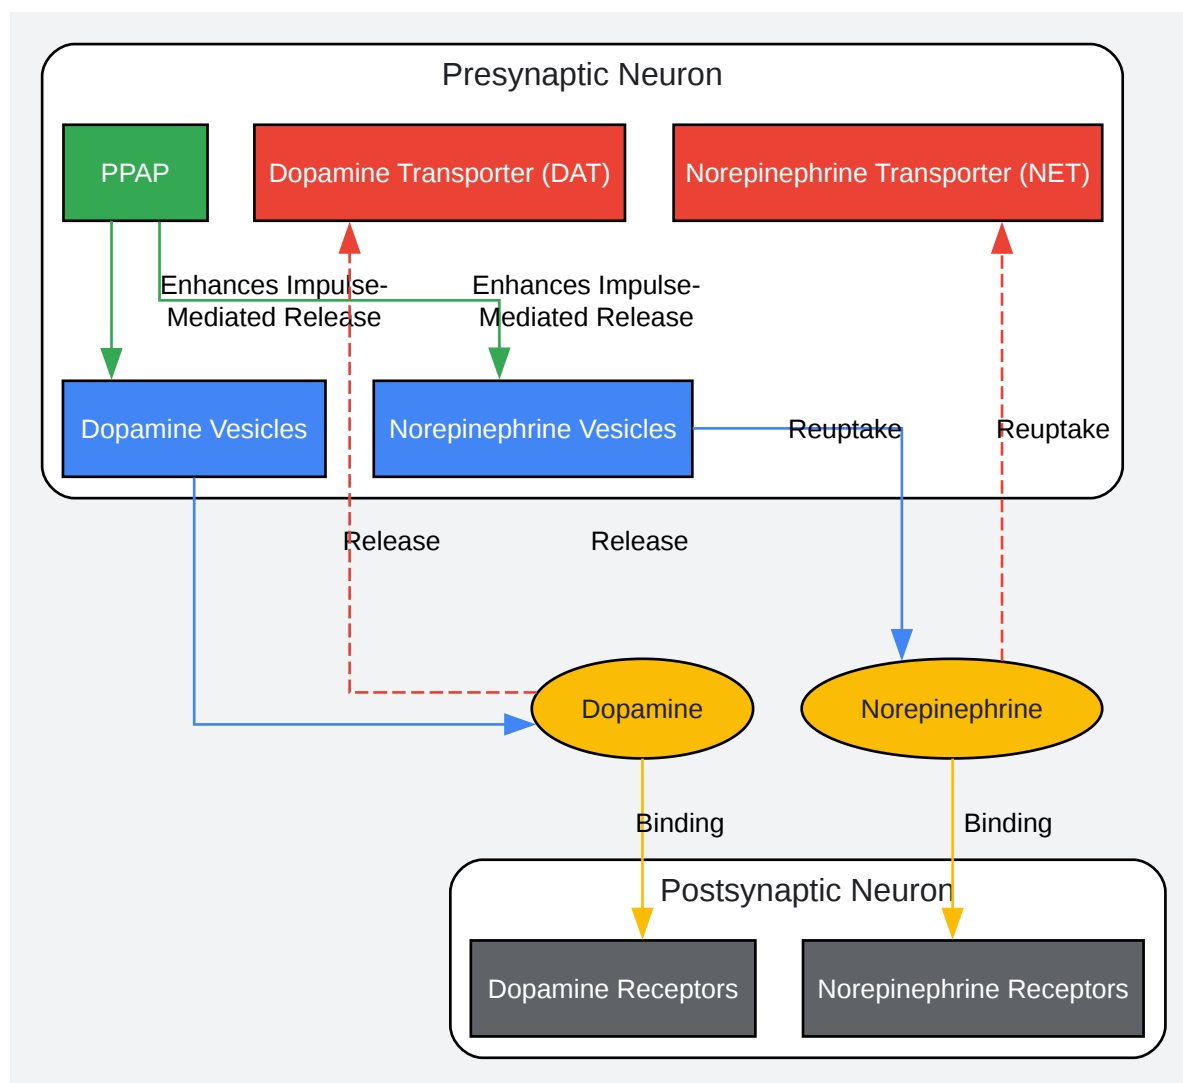 Presynaptic Neuron
PPAP
Dopamine Transporter (DAT)
Norepinephrine Transporter (NET)
Enhances Impulse-
Mediated Release
Enhances Impulse-
Mediated Release
Dopamine Vesicles
Norepinephrine Vesicles
Reuptake
Reuptake
Release
Release
Dopamine
Norepinephrine
Binding
Binding
Postsynaptic Neuron
Dopamine Receptors
Norepinephrine Receptors